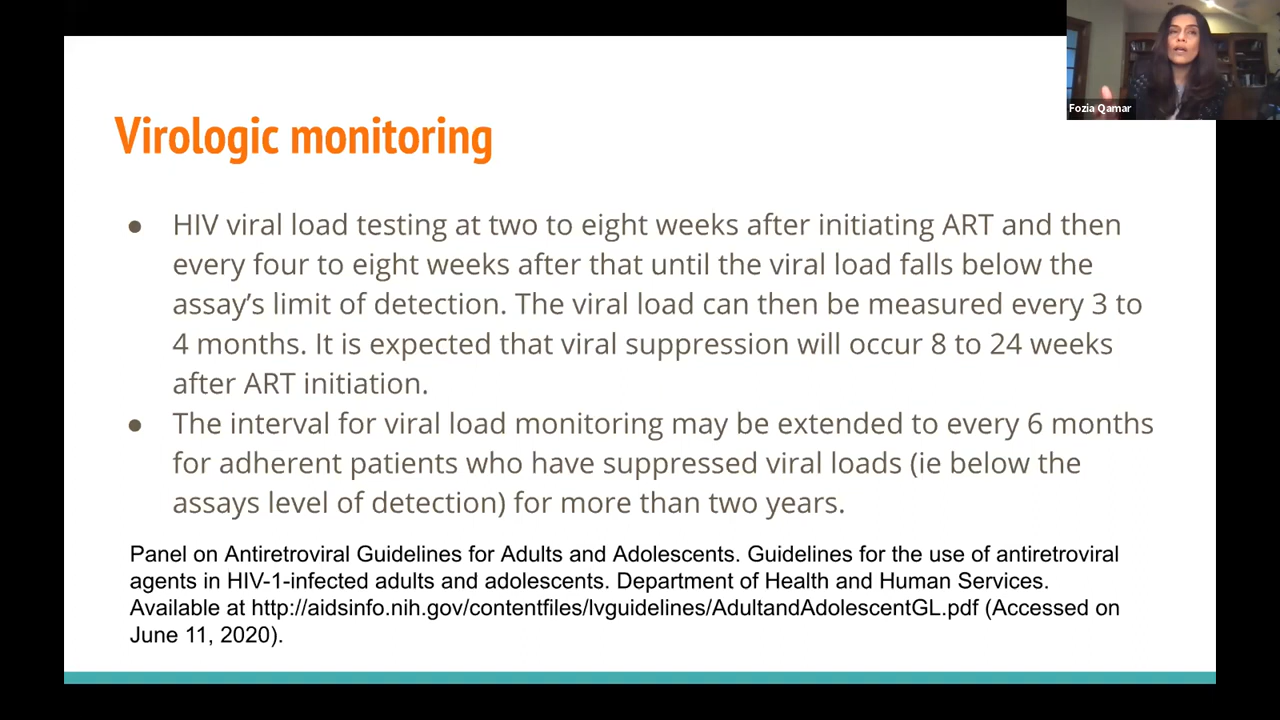 Fozia Qamar
Virologic monitoring
● HIV viral load testing at two to eight weeks after initiating ART and then
every four to eight weeks after that until the viral load falls below the
assay’s limit of detection. The viral load can then be measured every 3 to
4 months. It is expected that viral suppression will occur 8 to 24 weeks
after ART initiation.
● The interval for viral load monitoring may be extended to every 6 months
for adherent patients who have suppressed viral loads (ie below the
assays level of detection) for more than two years.
Panel on Antiretroviral Guidelines for Adults and Adolescents. Guidelines for the use of antiretroviral
agents in HIV-1-infected adults and adolescents. Department of Health and Human Services.
Available at http://aidsinfo.nih.gov/contentfiles/lvguidelines/AdultandAdolescentGL.pdf (Accessed on
June 11, 2020).